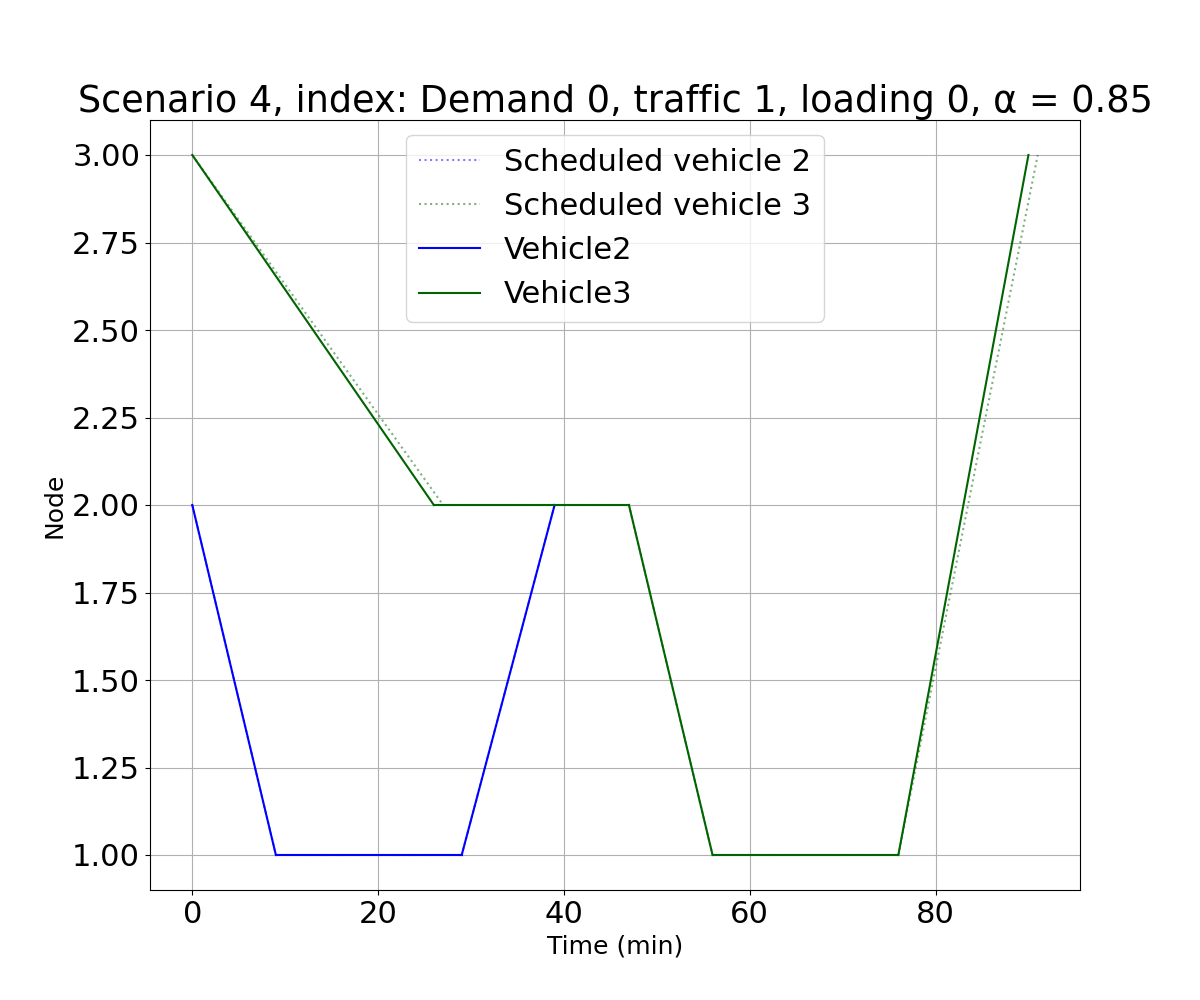 Scenario 4, index: Demand 0, traffic 1, loading 0, α = 0.85
Scheduled vehicle 2
Scheduled vehicle 3
Vehicle2
Vehicle3
3.00
2.75
2.50
2.25
2.00
1.75
1.50
1.25
1.00
Node
0 20 40 60 80
Time (min)